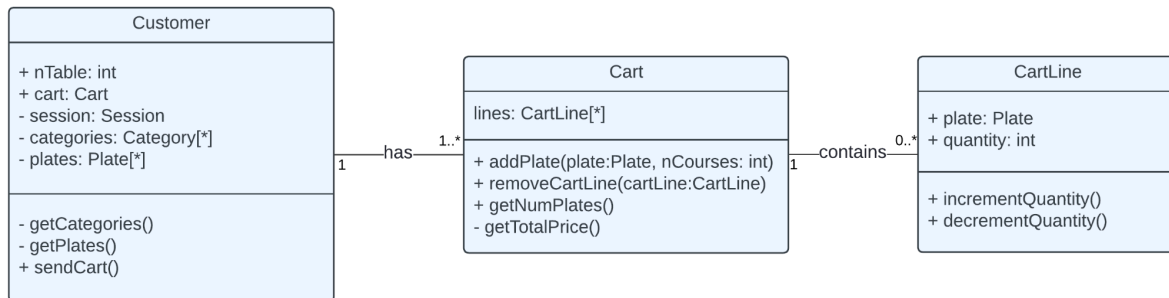 Customer
+ nTable: int
+ cart: Cart
- session: Session
- categories: Category[*]
- plates: Plate[*]
- getCategories()
- getPlates()
+ sendCart()
1
has
1..*
Cart
lines: CartLine[*]
+ addPlate(plate:Plate, nCourses: int)
+ removeCartLine(cartLine:CartLine)
+ getNumPlates()
- getTotalPrice()
1
contains
0..*
CartLine
+ plate: Plate
+ quantity: int
+ incrementQuantity()
+ decrementQuantity()